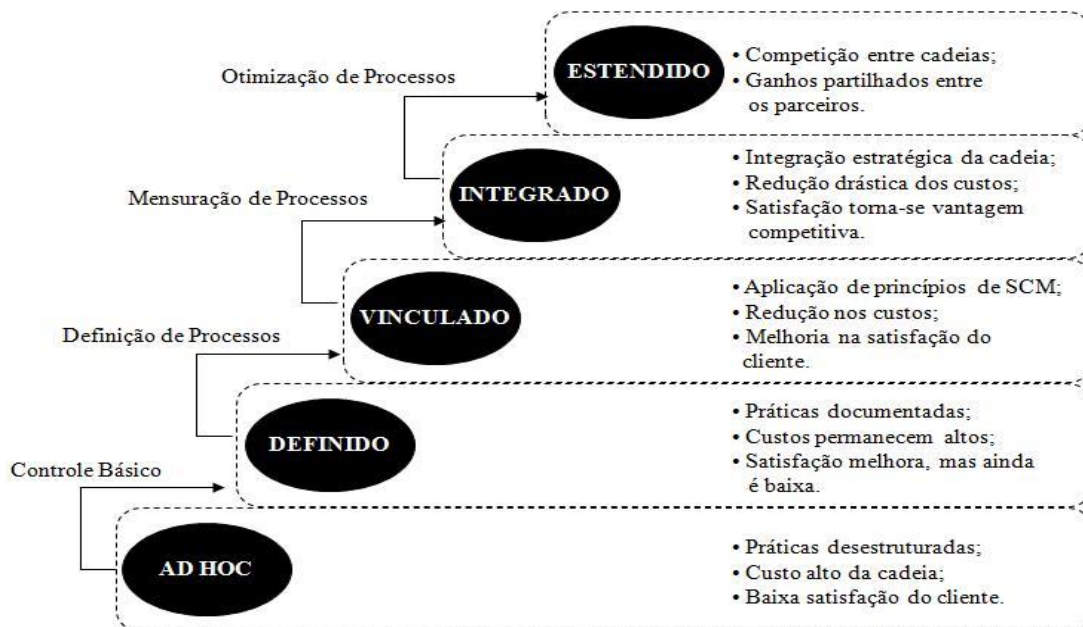 Otimização de Processos
ESTENDIDO
• Competição entre cadeias;
• Ganhos partilhados entre
os parceiros.
Mensuração de Processos
INTEGRADO
• Integração estratégica da cadeia;
• Redução drástica dos custos;
• Satisfação torna-se vantagem
competitiva.
Definição de Processos
VINCULADO
• Aplicação de princípios de SCM;
• Redução nos custos;
• Melhoria na satisfação do
cliente.
Controle Básico
DEFINIDO
• Práticas documentadas;
• Custos permanecem altos;
• Satisfação melhora, mas ainda
é baixa.
AD HOC
• Práticas desestruturadas;
• Custo alto da cadeia;
• Baixa satisfação do cliente.